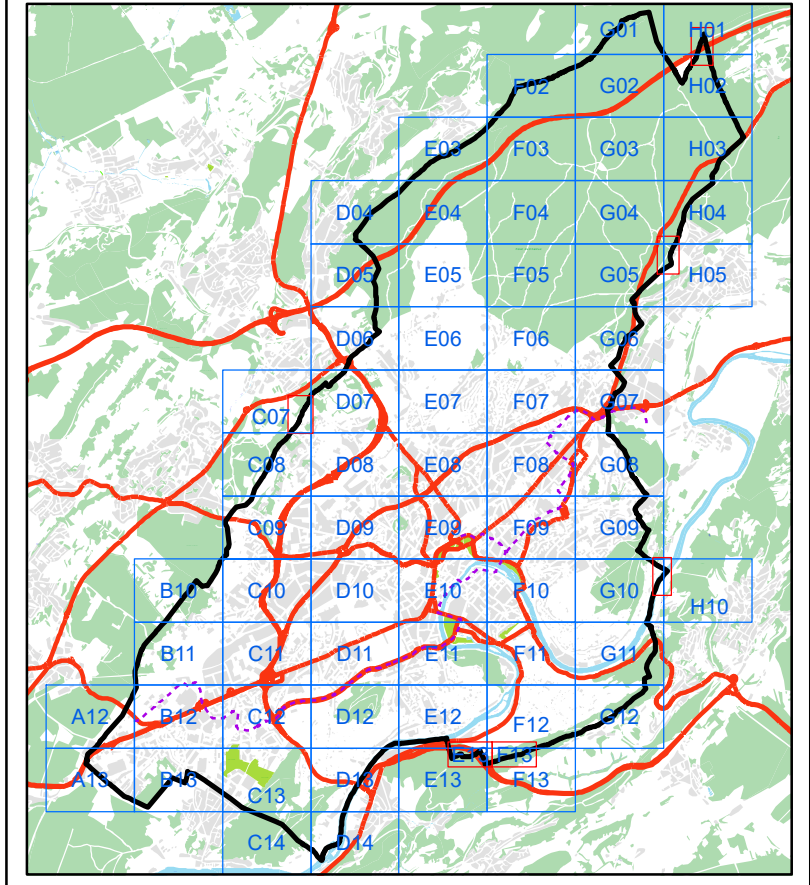 G01 H01
F02 G02 H02
E03 F03 G03 H03
D04 E04 F04 G04 H04
D05 E05 F05 G05 H05
D06 E06 F06 G06
C07 D07 E07 F07 G07
C08 D08 E08 F08 G08
C09 D09 E09 F09 G09
B10 C10 D10 E10 F10 G10 H10
B11 C11 D11 E11 F11 G11
A12 B12 C12 D12 E12 F12 G12
E13 F13
A13 B13 C13 D13 E13 F13
C14 D14